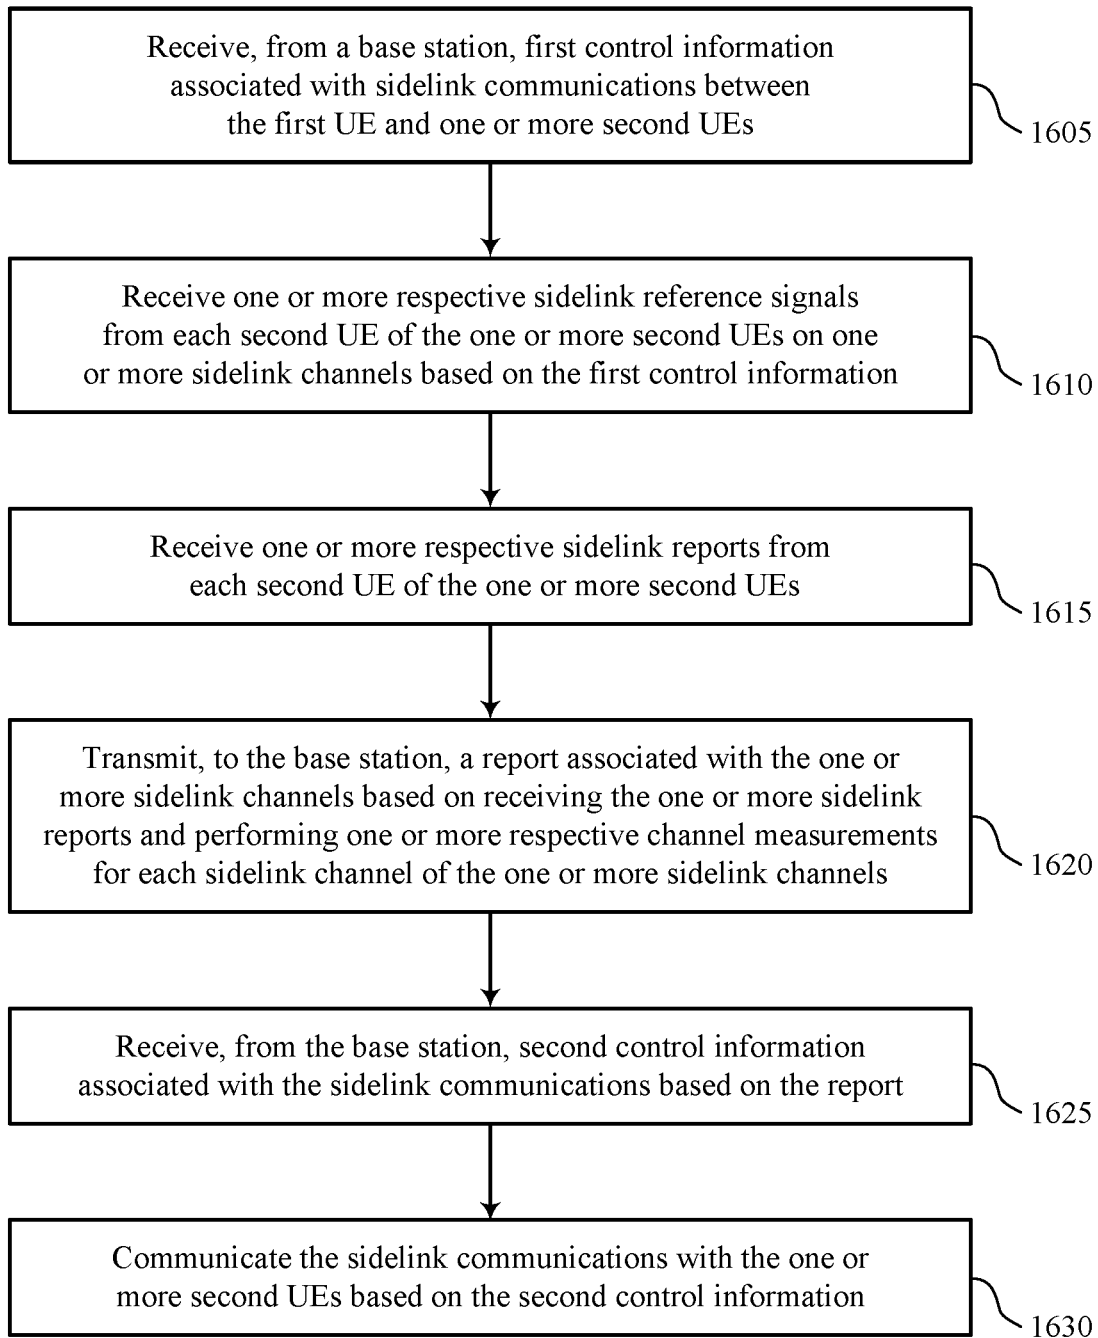 Receive, from a base station, first control information
associated with sidelink communications between
the first UE and one or more second UEs
1605
Receive one or more respective sidelink reference signals
from each second UE of the one or more second UEs on one
or more sidelink channels based on the first control information
1610
Receive one or more respective sidelink reports from
each second UE of the one or more second UEs
1615
Transmit, to the base station, a report associated with the one or
more sidelink channels based on receiving the one or more sidelink
reports and performing one or more respective channel measurements
for each sidelink channel of the one or more sidelink channels
1620
Receive, from the base station, second control information
associated with the sidelink communications based on the report
1625
Communicate the sidelink communications with the one or
more second UEs based on the second control information
1630